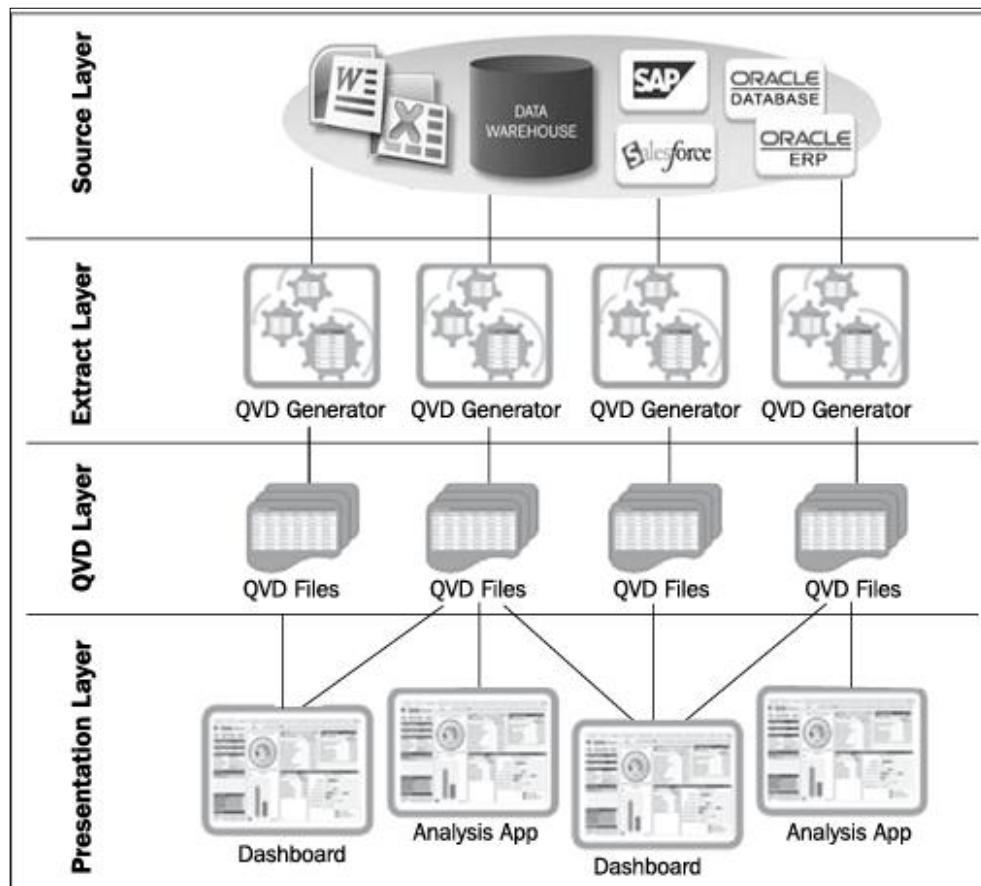 Source Layer
W
X
DATA
WAREHOUSE
SAP
salesforce
ORACLE
DATABASE
ORACLE
ERP
Extract Layer
QVD Generator
QVD Generator
QVD Generator
QVD Generator
QVD Layer
QVD Files
QVD Files
QVD Files
QVD Files
Presentation Layer
Dashboard
Analysis App
Dashboard
Analysis App